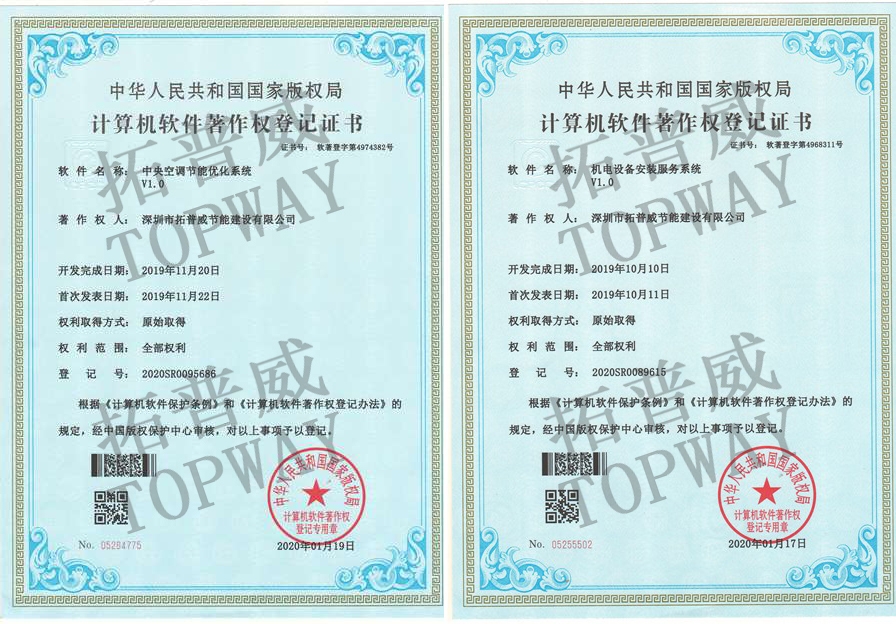 中华人民共和国国家版权局
计算机软件著作权登记证书
证书号： 软著登字第4974382号
软 件 名 称： 中央空调节能优化系统
V1.0
著 作 权 人： 深圳市拓普威节能建设有限公司
开发完成日期： 2019年11月20日
首次发表日期： 2019年11月22日
权利取得方式： 原始取得
权 利 范 围： 全部权利
登 记 号： 2020SR0095686
根据《计算机软件保护条例》和《计算机软件著作权登记办法》的
规定，经中国版权保护中心审核，对以上事项予以登记。
中华人民共和国国家版权局
计算机软件著作权
登记专用章
No. 05284775
2020年01月19日
拓普威
TOPWAY
拓普威
TOPWAY
中华人民共和国国家版权局
计算机软件著作权登记证书
证书号： 软著登字第4968311号
软 件 名 称： 机电设备安装服务系统
V1.0
著 作 权 人： 深圳市拓普威节能建设有限公司
开发完成日期： 2019年10月10日
首次发表日期： 2019年10月11日
权利取得方式： 原始取得
权 利 范 围： 全部权利
登 记 号： 2020SR0089615
根据《计算机软件保护条例》和《计算机软件著作权登记办法》的
规定，经中国版权保护中心审核，对以上事项予以登记。
中华人民共和国国家版权局
计算机软件著作权
登记专用章
No. 05255502
2020年01月17日
拓普威
TOPWAY
拓普威
TOPWAY